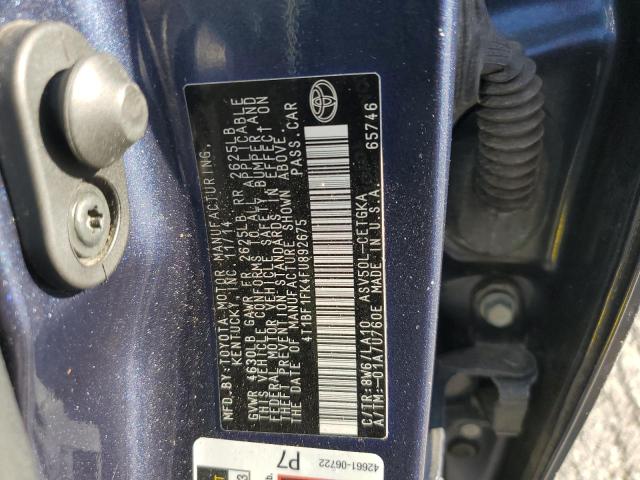 MFD. BY: TOYOTA MOTOR MANUFACTURING,
KENTUCKY, INC. 11/14
GVWR 4630LB GAWR FR 2625LB RR 2625LB
THIS VEHICLE CONFORMS TO ALL APPLICABLE
FEDERAL MOTOR VEHICLE SAFETY, BUMPER, AND
THEFT PREVENTION STANDARDS IN EFFECT ON
THE DATE OF MANUFACTURE SHOWN ABOVE.
4T1BF1FK4FU892675 PASS. CAR
C/TR:8W6/LA10 ASV50L-CETGKA
A/TM:-01A/U760E MADE IN U.S.A. 65746
42661-06722
P7